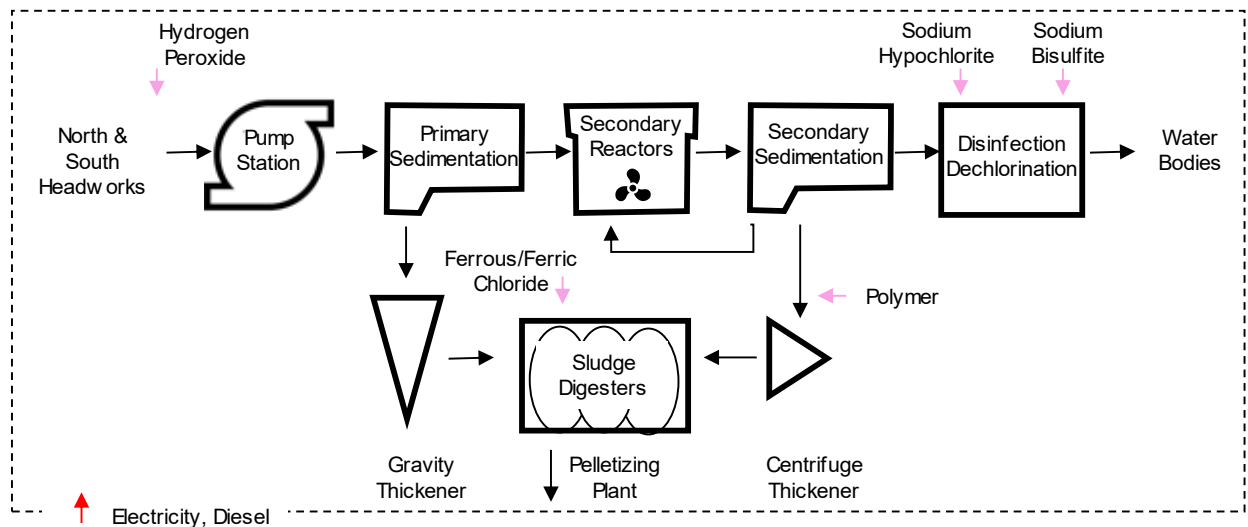 Hydrogen
Peroxide
Sodium
Hypochlorite
Sodium
Bisulfite
North &
South
Headworks
Pump
Station
Primary
Sedimentation
Secondary
Reactors
Secondary
Sedimentation
Disinfection
Dechlorination
Water
Bodies
Ferrous/Ferric
Chloride
Polymer
Sludge
Digesters
Gravity
Thickener
Pelletizing
Plant
Centrifuge
Thickener
Electricity, Diesel